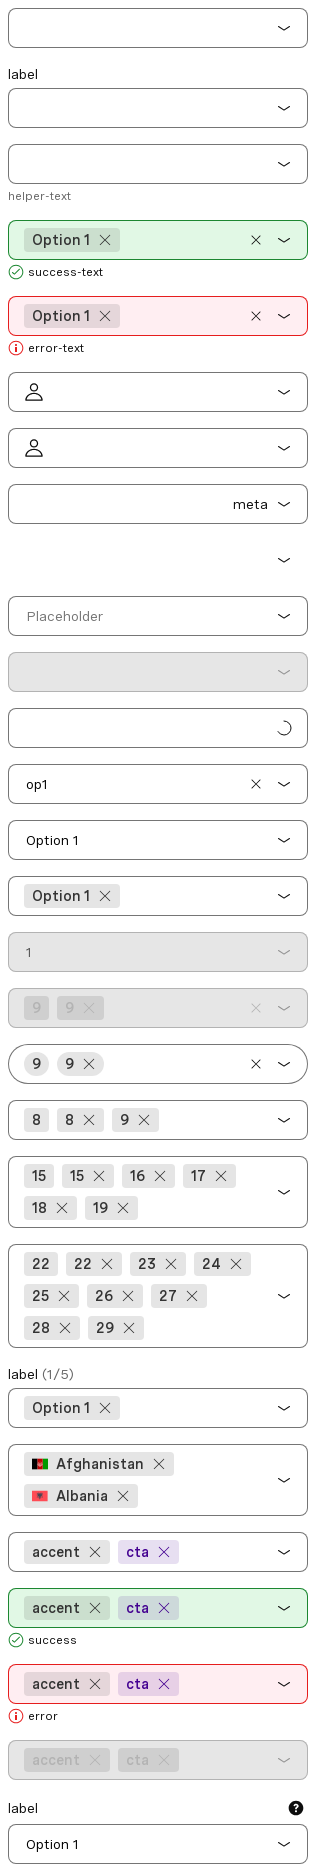 label
helper-text
Option 1
success-text
Option 1
error-text
meta
Placeholder
op1
Option 1
Option 1
1
9 9
9 9
8 8 9
15 15 16 17
18 19
22 22 23 24
25 26 27
28 29
label (1/5)
Option 1
Afghanistan
Albania
accent cta
accent cta
success
accent cta
error
accent cta
label
Option 1